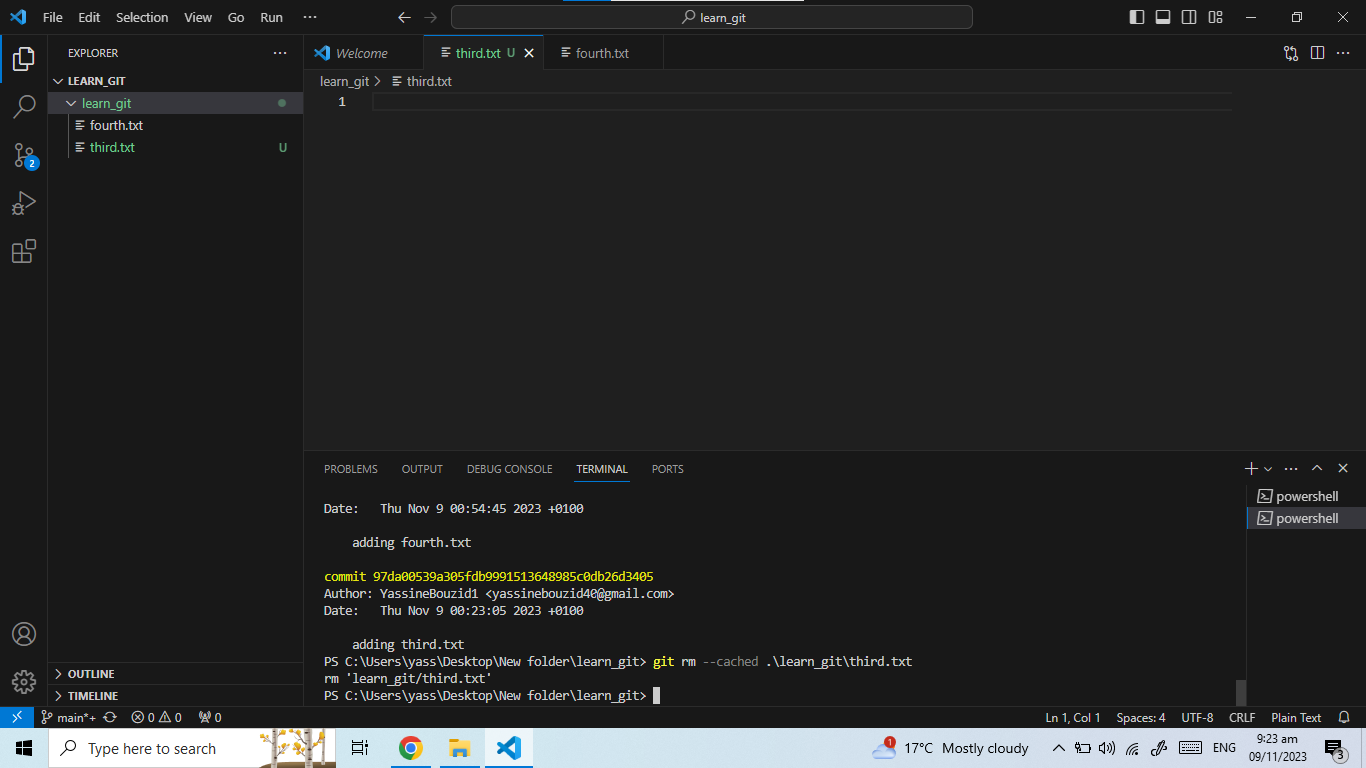 File Edit Selection View Go Run ··· learn_git
EXPLORER ···
LEARN_GIT
learn_git
fourth.txt
third.txt U
2
OUTLINE
TIMELINE
Welcome third.txt U fourth.txt ···
learn_git > third.txt
1
PROBLEMS OUTPUT DEBUG CONSOLE TERMINAL PORTS ···
Date:   Thu Nov 9 00:54:45 2023 +0100
adding fourth.txt
commit 97da00539a305fdb9991513648985c0db26d3405
Author: YassineBouzid1 <yassinebouzid40@gmail.com>
Date:   Thu Nov 9 00:23:05 2023 +0100
adding third.txt
PS C:\Users\yass\Desktop\New folder\learn_git> git rm --cached .\learn_git\third.txt
rm 'learn_git/third.txt'
PS C:\Users\yass\Desktop\New folder\learn_git>
powershell
powershell
main*+ 0 0 0 Ln 1, Col 1 Spaces: 4 UTF-8 CRLF Plain Text
Type here to search 1 17°C Mostly cloudy ENG 9:23 am
09/11/2023
3